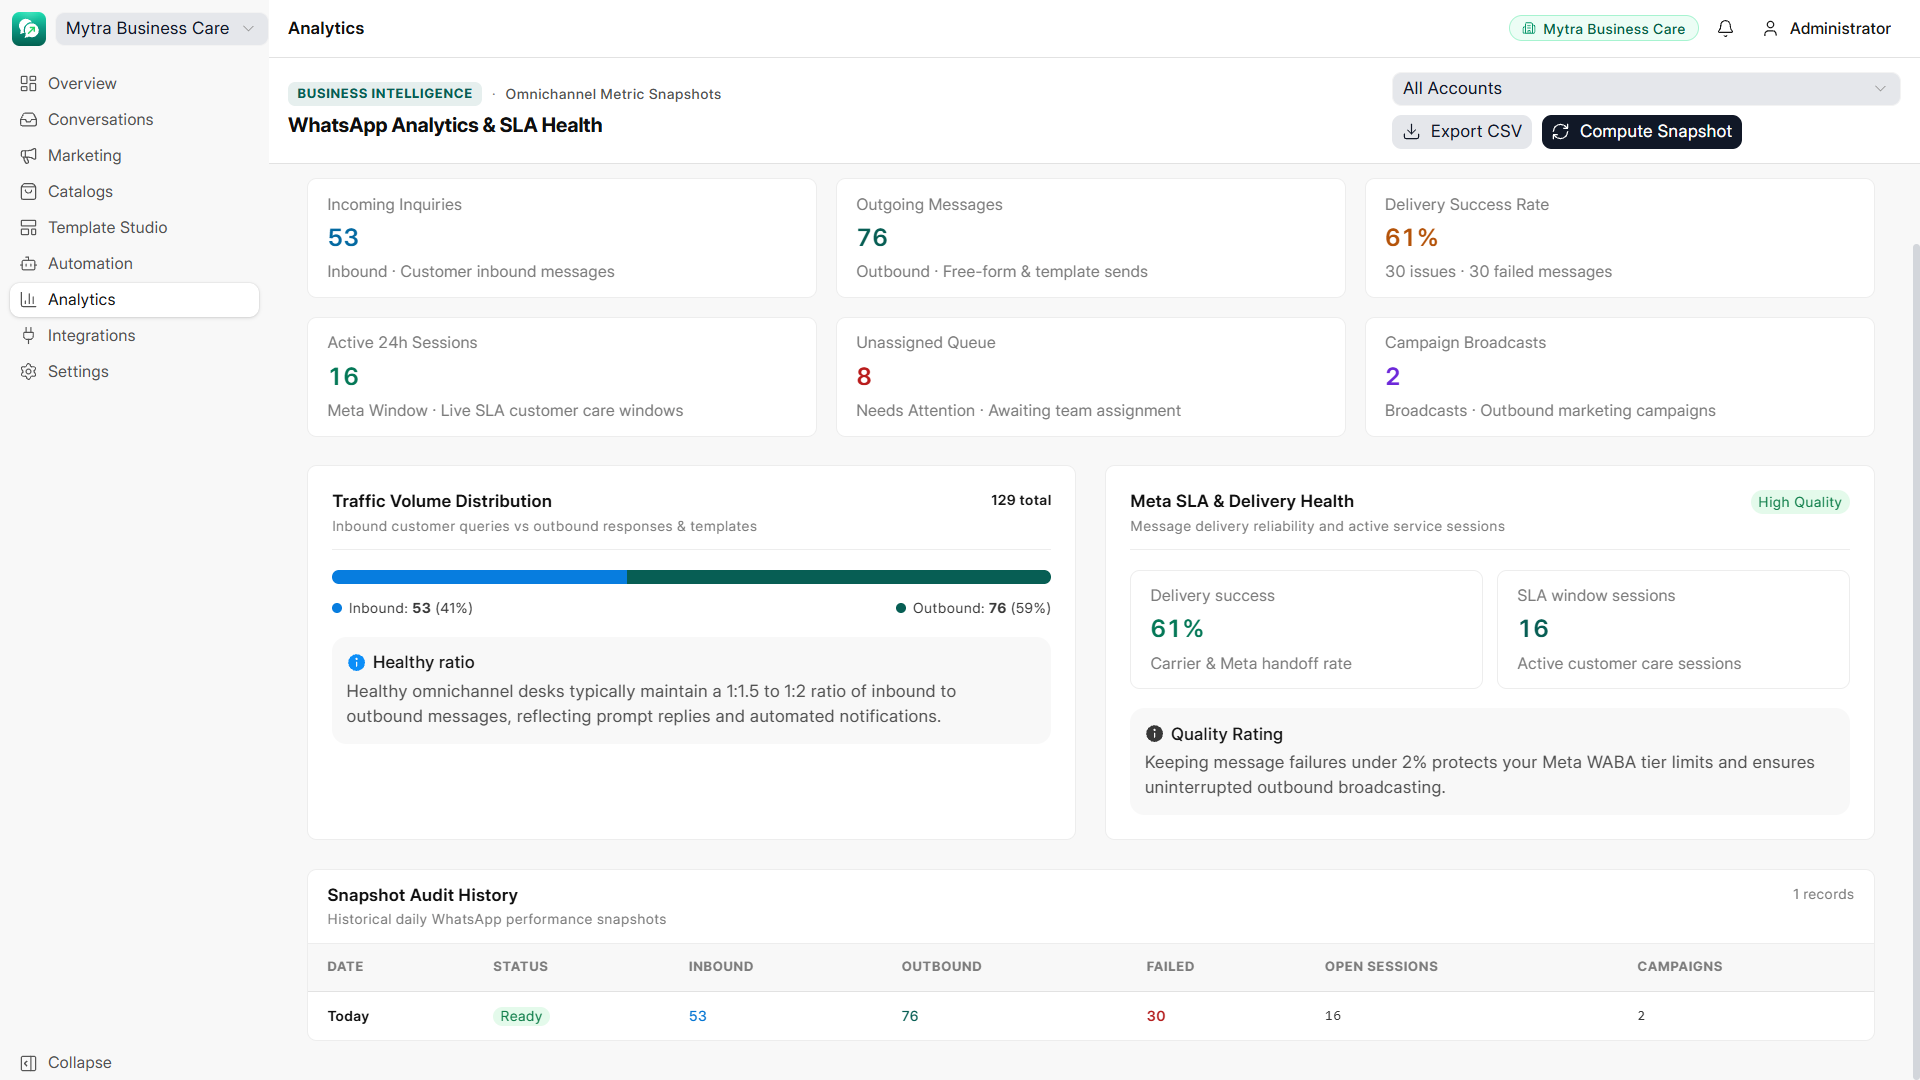 Mytra Business Care
Analytics
Mytra Business Care
Administrator
Overview
Conversations
Marketing
Catalogs
Template Studio
Automation
Analytics
Integrations
Settings
Collapse
BUSINESS INTELLIGENCE · Omnichannel Metric Snapshots
WhatsApp Analytics & SLA Health
All Accounts
Export CSV
Compute Snapshot
Incoming Inquiries
53
Inbound · Customer inbound messages
Outgoing Messages
76
Outbound · Free-form & template sends
Delivery Success Rate
61%
30 issues · 30 failed messages
Active 24h Sessions
16
Meta Window · Live SLA customer care windows
Unassigned Queue
8
Needs Attention · Awaiting team assignment
Campaign Broadcasts
2
Broadcasts · Outbound marketing campaigns
Traffic Volume Distribution
129 total
Inbound customer queries vs outbound responses & templates
Inbound: 53 (41%)
Outbound: 76 (59%)
Healthy ratio
Healthy omnichannel desks typically maintain a 1:1.5 to 1:2 ratio of inbound to
outbound messages, reflecting prompt replies and automated notifications.
Meta SLA & Delivery Health
High Quality
Message delivery reliability and active service sessions
Delivery success
61%
Carrier & Meta handoff rate
SLA window sessions
16
Active customer care sessions
Quality Rating
Keeping message failures under 2% protects your Meta WABA tier limits and ensures
uninterrupted outbound broadcasting.
Snapshot Audit History
1 records
Historical daily WhatsApp performance snapshots
DATE STATUS INBOUND OUTBOUND FAILED OPEN SESSIONS CAMPAIGNS
Today Ready 53 76 30 16 2